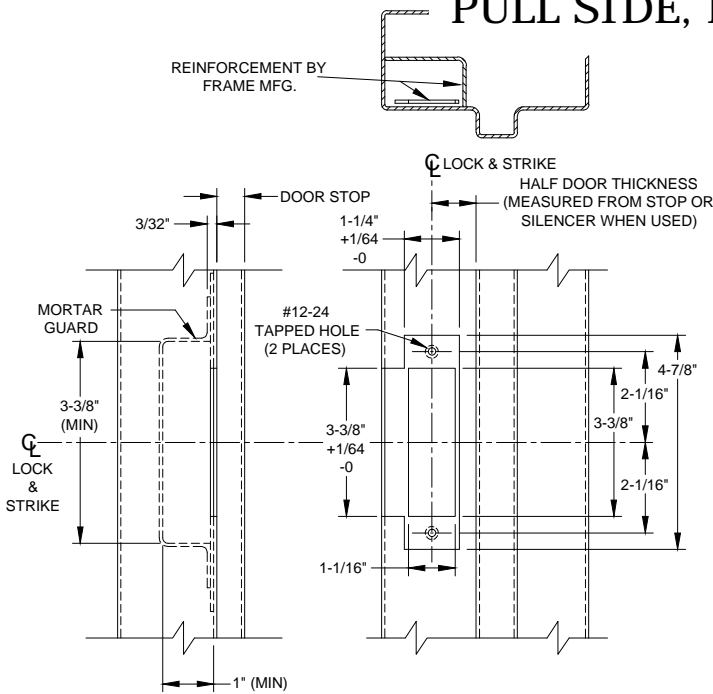 PULL SIDE,
REINFORCEMENT BY
FRAME MFG.
℄ LOCK & STRIKE
DOOR STOP
HALF DOOR THICKNESS
(MEASURED FROM STOP OR
SILENCER WHEN USED)
3/32"
1-1/4"
+1/64
-0
MORTAR
GUARD
#12-24
TAPPED HOLE
(2 PLACES)
4-7/8"
2-1/16"
3-3/8"
(MIN)
3-3/8"
+1/64
-0
3-3/8"
℄
LOCK
&
STRIKE
2-1/16"
1-1/16"
1" (MIN)